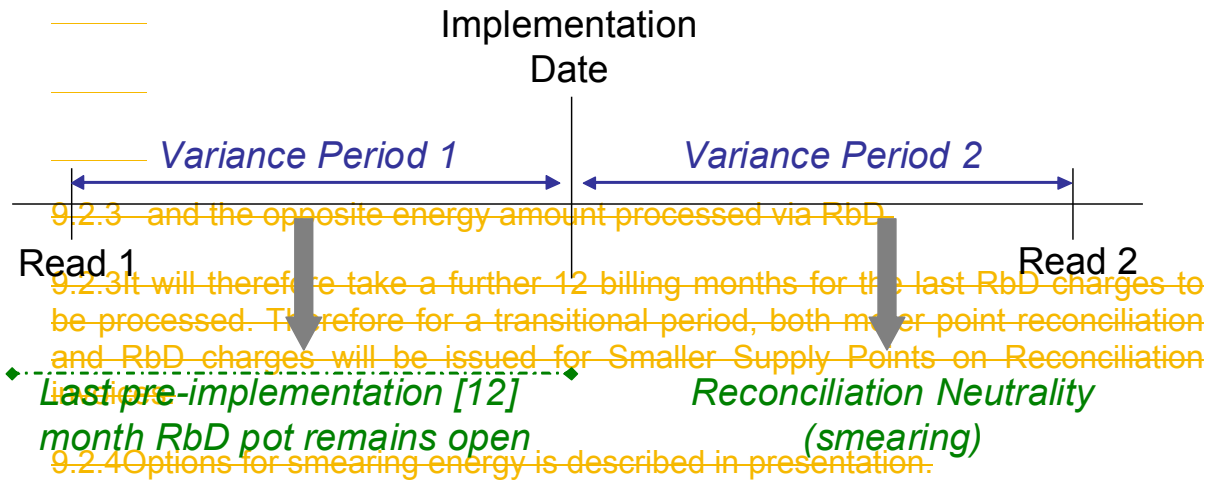 Implementation
Date
Variance Period 1
Variance Period 2
9.2.3 and the opposite energy amount processed via RbD.
Read 1
Read 2
9.2.3It will therefore take a further 12 billing months for the last RbD charges to
be processed. Therefore for a transitional period, both meter point reconciliation
and RbD charges will be issued for Smaller Supply Points on Reconciliation
invoices.
Last pre-implementation [12]
month RbD pot remains open
Reconciliation Neutrality
(smearing)
9.2.4Options for smearing energy is described in presentation.